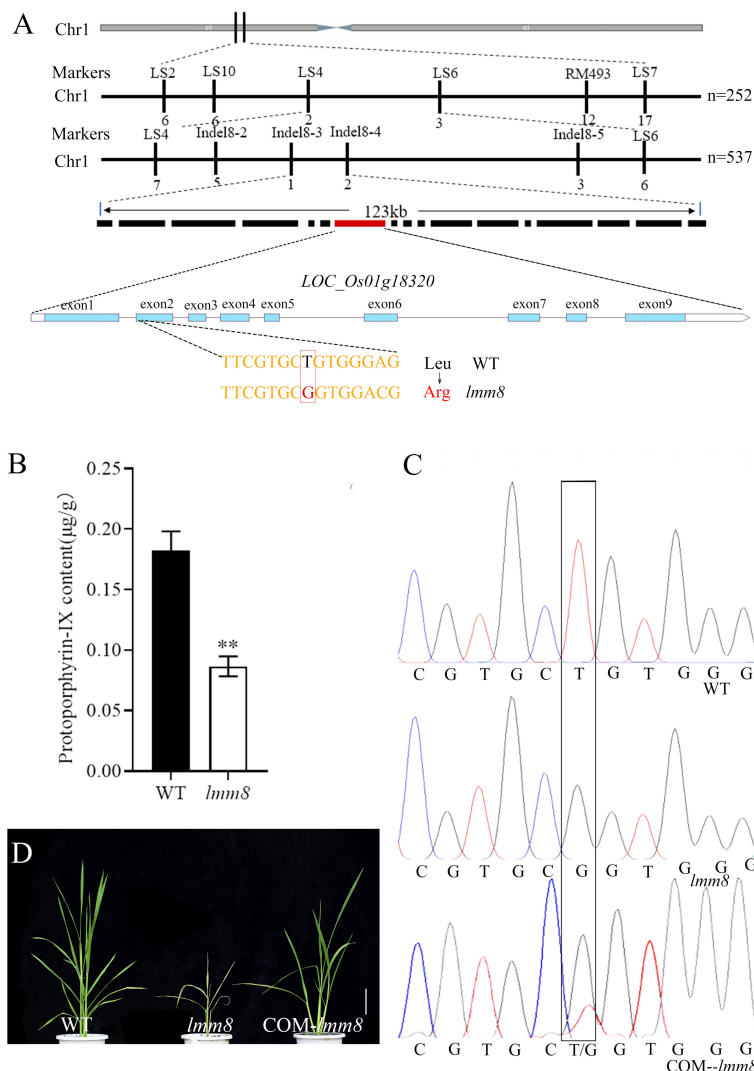 A
Chr1
Markers LS2 LS10 LS4 LS6 RM493 LS7
Chr1 n=252
6 6 2 3 12 17
Markers LS4 Indel8-2 Indel8-3 Indel8-4 Indel8-5 LS6
Chr1 n=537
7 5 1 2 3 6
123kb
LOC_Os01g18320
exon1 exon2 exon3 exon4 exon5 exon6 exon7 exon8 exon9
TTCGTGCTGTGGGAG Leu WT
TTCGTGCGGTGGACG Arg lmm8
B
Protoporphyrin-IX content(μg/g)
0.25
0.20
0.15
0.10
0.05
0.00
**
WT lmm8
C
C G T G C T G T G G G
WT
C G T G C G G T G G G
lmm8
C G T G C T/G G T G G G
COM--lmm8
D
WT lmm8 COM-lmm8